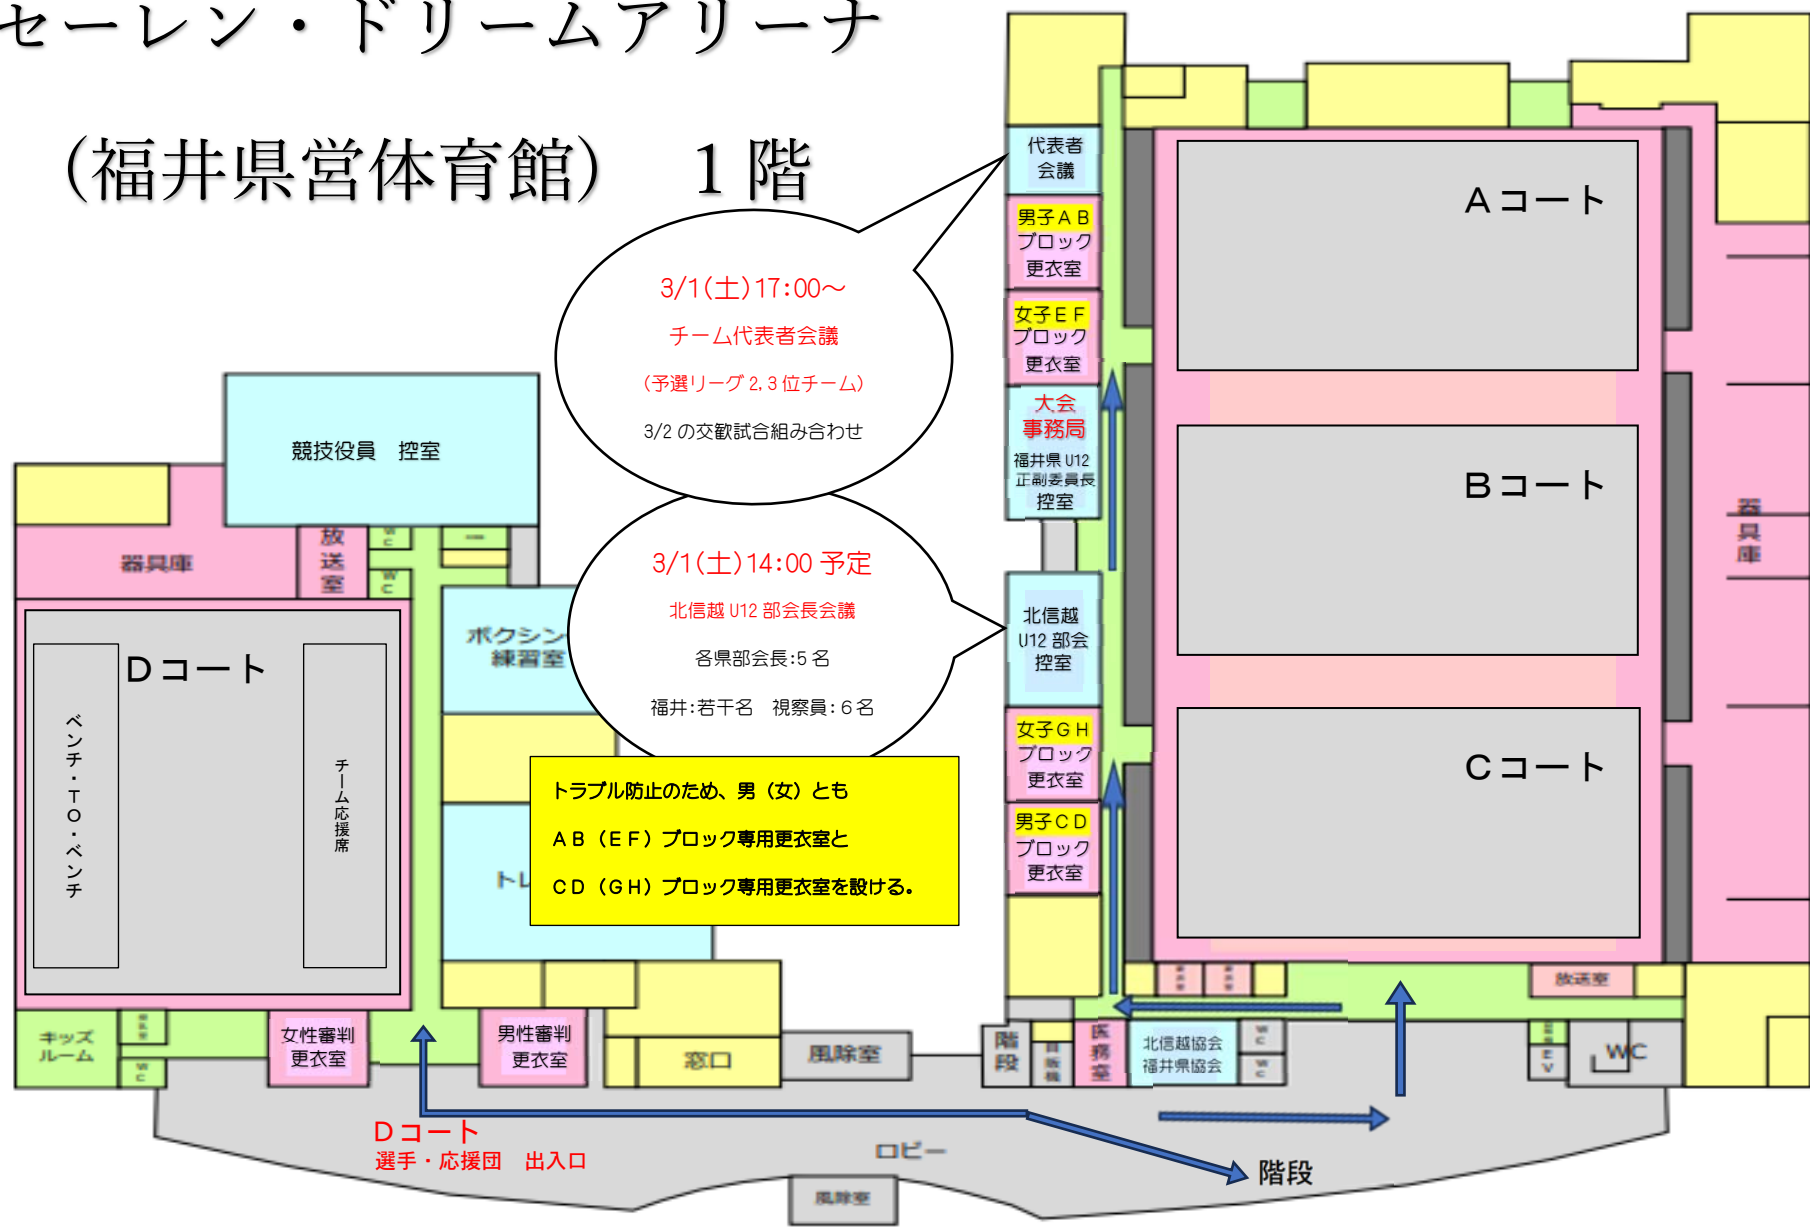 セーレン・ドリームアリーナ
（福井県営体育館）　１階
代表者
会議
男子ＡＢ
ブロック
更衣室
女子ＥＦ
ブロック
更衣室
大会
事務局
福井県 U12
正副委員長
控室
北信越
U12 部会
控室
女子ＧＨ
ブロック
更衣室
男子ＣＤ
ブロック
更衣室
3/1(土)17:00～
チーム代表者会議
(予選リーグ 2,3 位チーム)
3/2 の交歓試合組み合わせ
3/1(土)14:00 予定
北信越 U12 部会長会議
各県部会長:5 名
福井:若干名　視察員:６名
トラブル防止のため、男（女）とも
ＡＢ（ＥＦ）ブロック専用更衣室と
ＣＤ（ＧＨ）ブロック専用更衣室を設ける。
Ａコート
Ｂコート
Ｃコート
器具庫
競技役員　控室
器具庫
放送室
WC
WC
ボクシン
練習室
トレ
Ｄコート
ベンチ・ＴＯ・ベンチ
チーム応援席
キッズ
ルーム
WC
女性審判
更衣室
男性審判
更衣室
窓口
風除室
階段
自販機
医務室
北信越協会
福井県協会
WC
WC
放送室
EV
WC
Ｄコート
選手・応援団　出入口
ロビー
階段
風除室